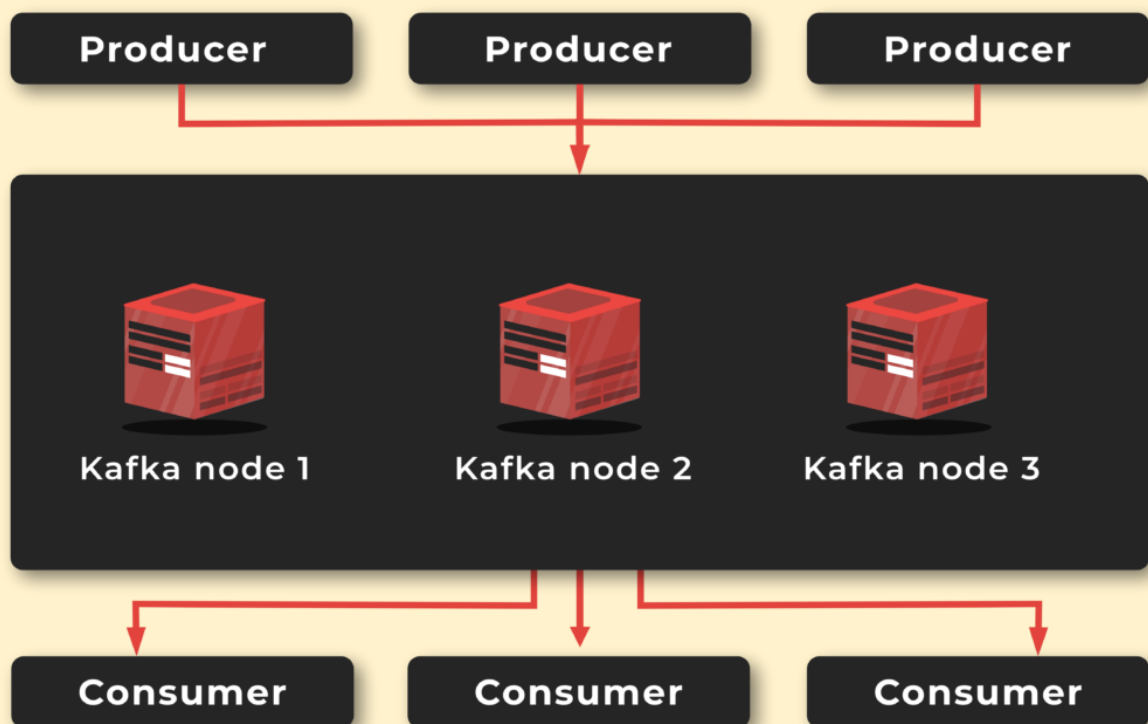 Producer
Producer
Producer
Kafka node 1
Kafka node 2
Kafka node 3
Consumer
Consumer
Consumer